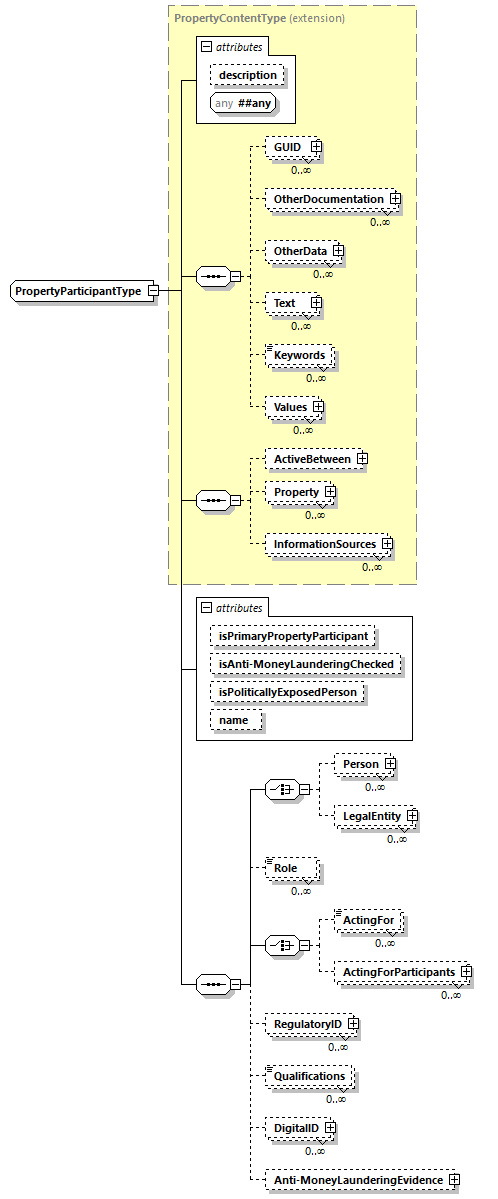 PropertyContentType (extension)
attributes
description
any ##any
GUID
0..∞
OtherDocumentation
0..∞
OtherData
0..∞
PropertyParticipantType
Text
0..∞
Keywords
0..∞
Values
0..∞
ActiveBetween
Property
0..∞
InformationSources
0..∞
attributes
isPrimaryPropertyParticipant
isAnti-MoneyLaunderingChecked
isPoliticallyExposedPerson
name
Person
0..∞
LegalEntity
0..∞
Role
0..∞
ActingFor
0..∞
ActingForParticipants
0..∞
RegulatoryID
0..∞
Qualifications
0..∞
DigitalID
0..∞
Anti-MoneyLaunderingEvidence